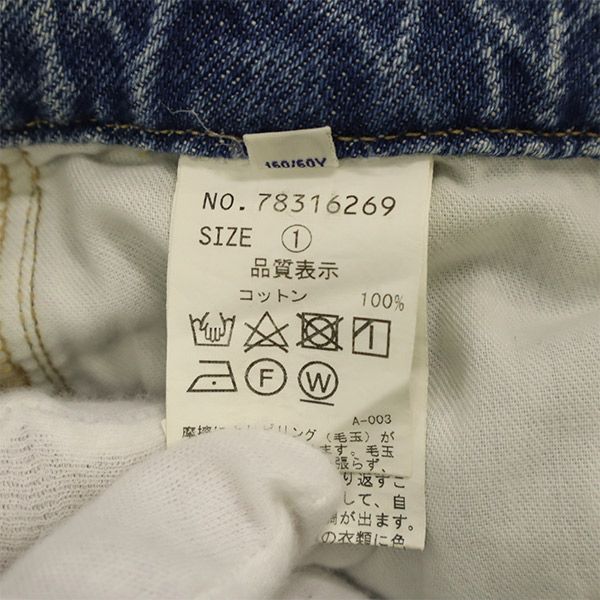 160/60Y
NO. 78316269
SIZE ①
品質表示
コットン 100%
F W
A-003
摩擦によりピリング(毛玉)が
ます。毛玉
張らず、
り返すこ
して、自
が出ます。
の衣類に色